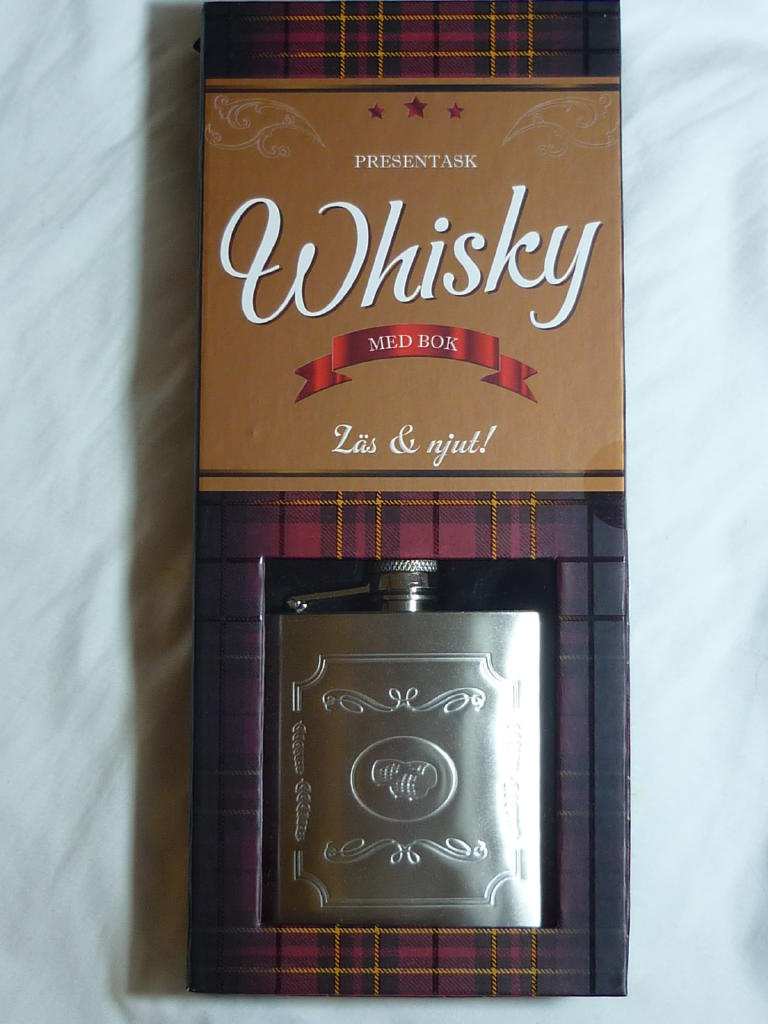 PRESENTASK
Whisky
MED BOK
Läs & njut!